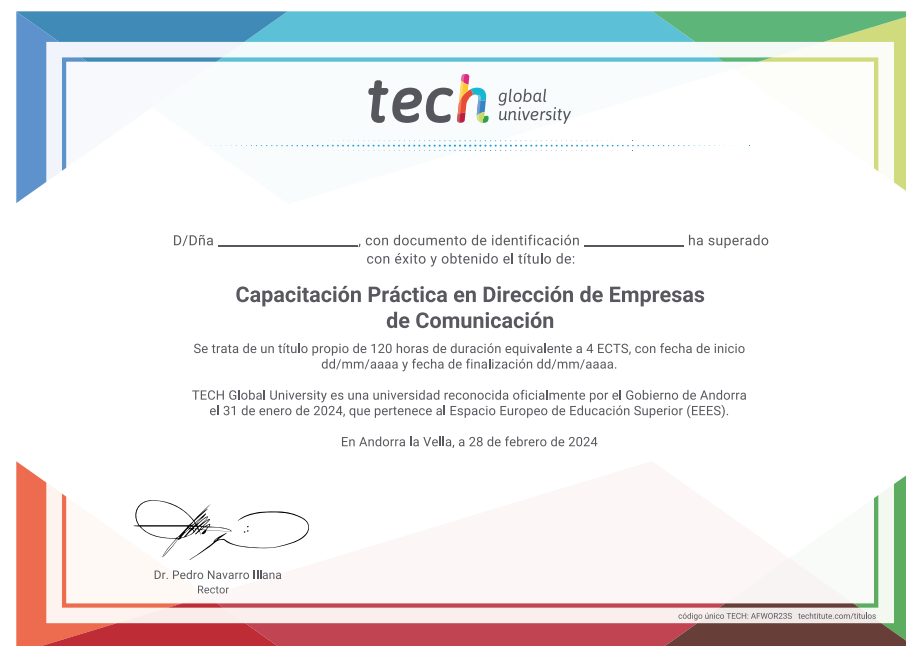 tech global university
D/Dña ____________________, con documento de identificación ______________ ha superado
con éxito y obtenido el título de:
Capacitación Práctica en Dirección de Empresas
de Comunicación
Se trata de un título propio de 120 horas de duración equivalente a 4 ECTS, con fecha de inicio
dd/mm/aaaa y fecha de finalización dd/mm/aaaa.
TECH Global University es una universidad reconocida oficialmente por el Gobierno de Andorra
el 31 de enero de 2024, que pertenece al Espacio Europeo de Educación Superior (EEES).
En Andorra la Vella, a 28 de febrero de 2024
Dr. Pedro Navarro Illana
Rector
código único TECH: AFWOR23S techtitute.com/titulos